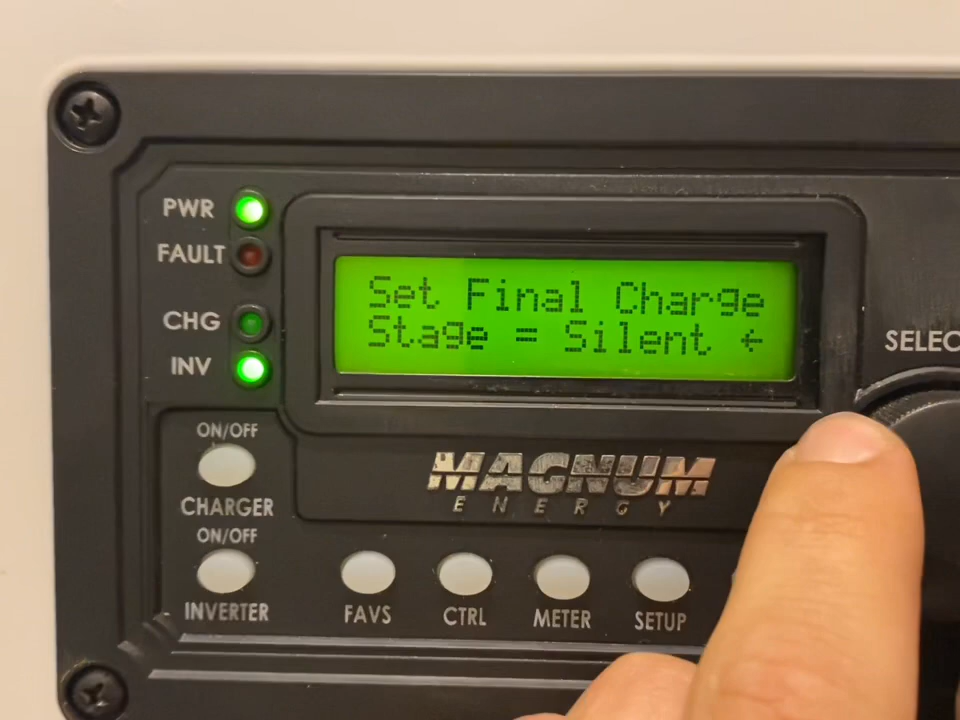 PWR
FAULT
CHG
INV
Set Final Charge
Stage = Silent ←
SELEC
ON/OFF
CHARGER
ON/OFF
INVERTER
MAGNUM
ENERGY
FAVS
CTRL
METER
SETUP